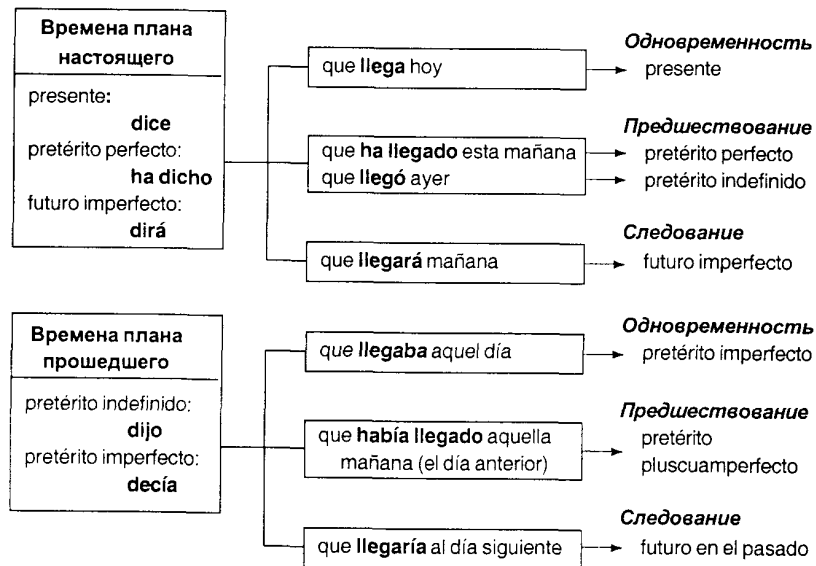 Времена плана
настоящего
presente:
dice
pretérito perfecto:
ha dicho
futuro imperfecto:
dirá
que llega hoy
Одновременность
presente
que ha llegado esta mañana
que llegó ayer
Предшествование
pretérito perfecto
pretérito indefinido
que llegará mañana
Следование
futuro imperfecto
Времена плана
прошедшего
pretérito indefinido:
dijo
pretérito imperfecto:
decía
que llegaba aquel día
Одновременность
pretérito imperfecto
que había llegado aquella
mañana (el día anterior)
Предшествование
pretérito
pluscuamperfecto
que llegaría al día siguiente
Следование
futuro en el pasado